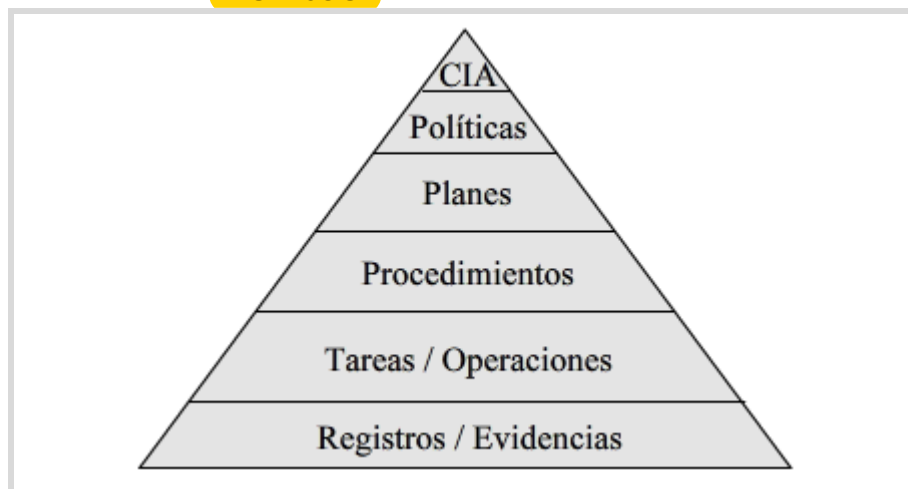 CIA
Políticas
Planes
Procedimientos
Tareas / Operaciones
Registros / Evidencias